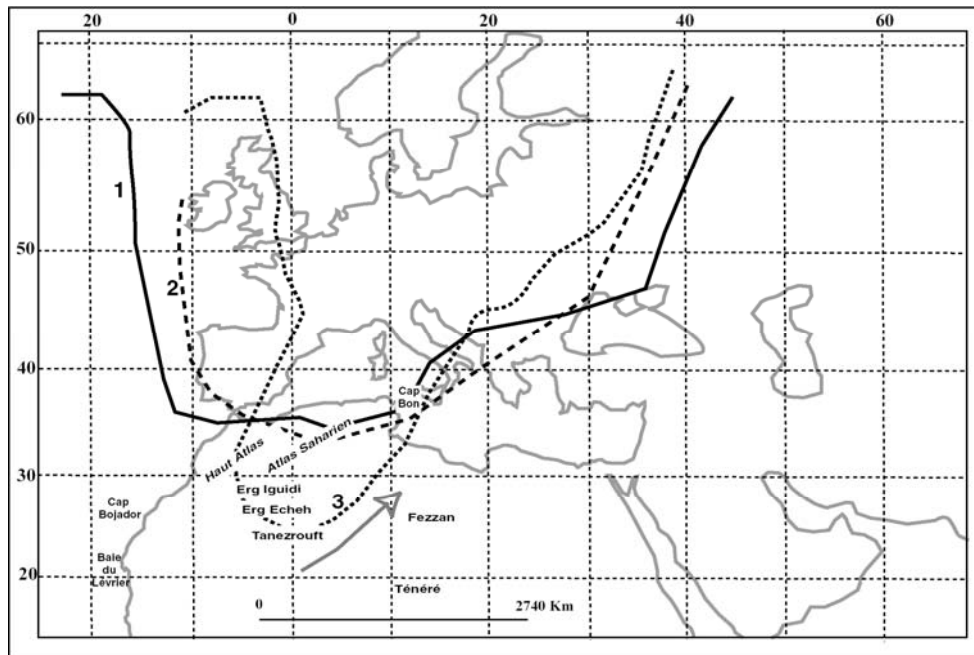 20 0 20 40 60
60
1
50
2
40
Cap
Bon
Haut Atlas
Atlas Saharien
30
Erg Iguidi
3
Cap
Bojador
Erg Echeh
Fezzan
Tanezrouft
Baie
du
Lévrier
20
Ténéré
0 2740 Km